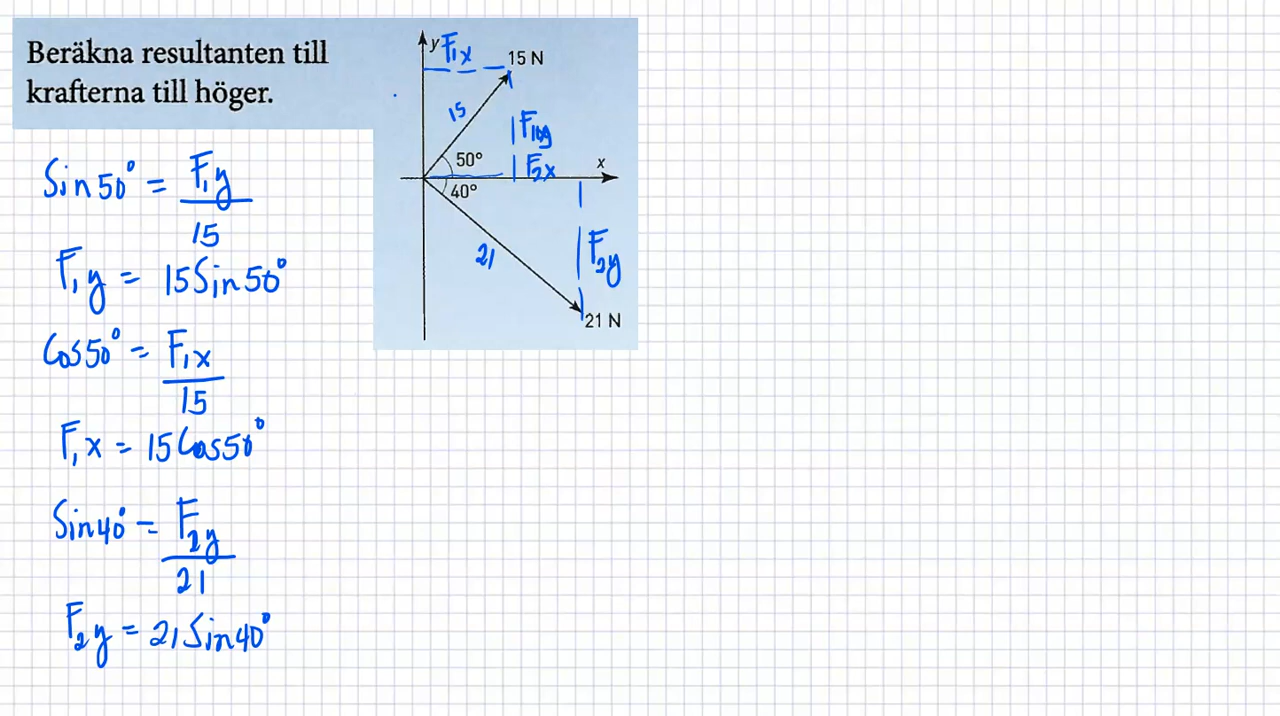 Beräkna resultanten till
krafterna till höger.
y
F₁x
15 N
15
F₁y
50°
F₂x
x
40°
21
F₂y
21 N
Sin 50° = F₁y / 15
F₁y = 15 Sin 50°
Cos 50° = F₁x / 15
F₁x = 15 Cos 50°
Sin 40° = F₂y / 21
F₂y = 21 Sin 40°